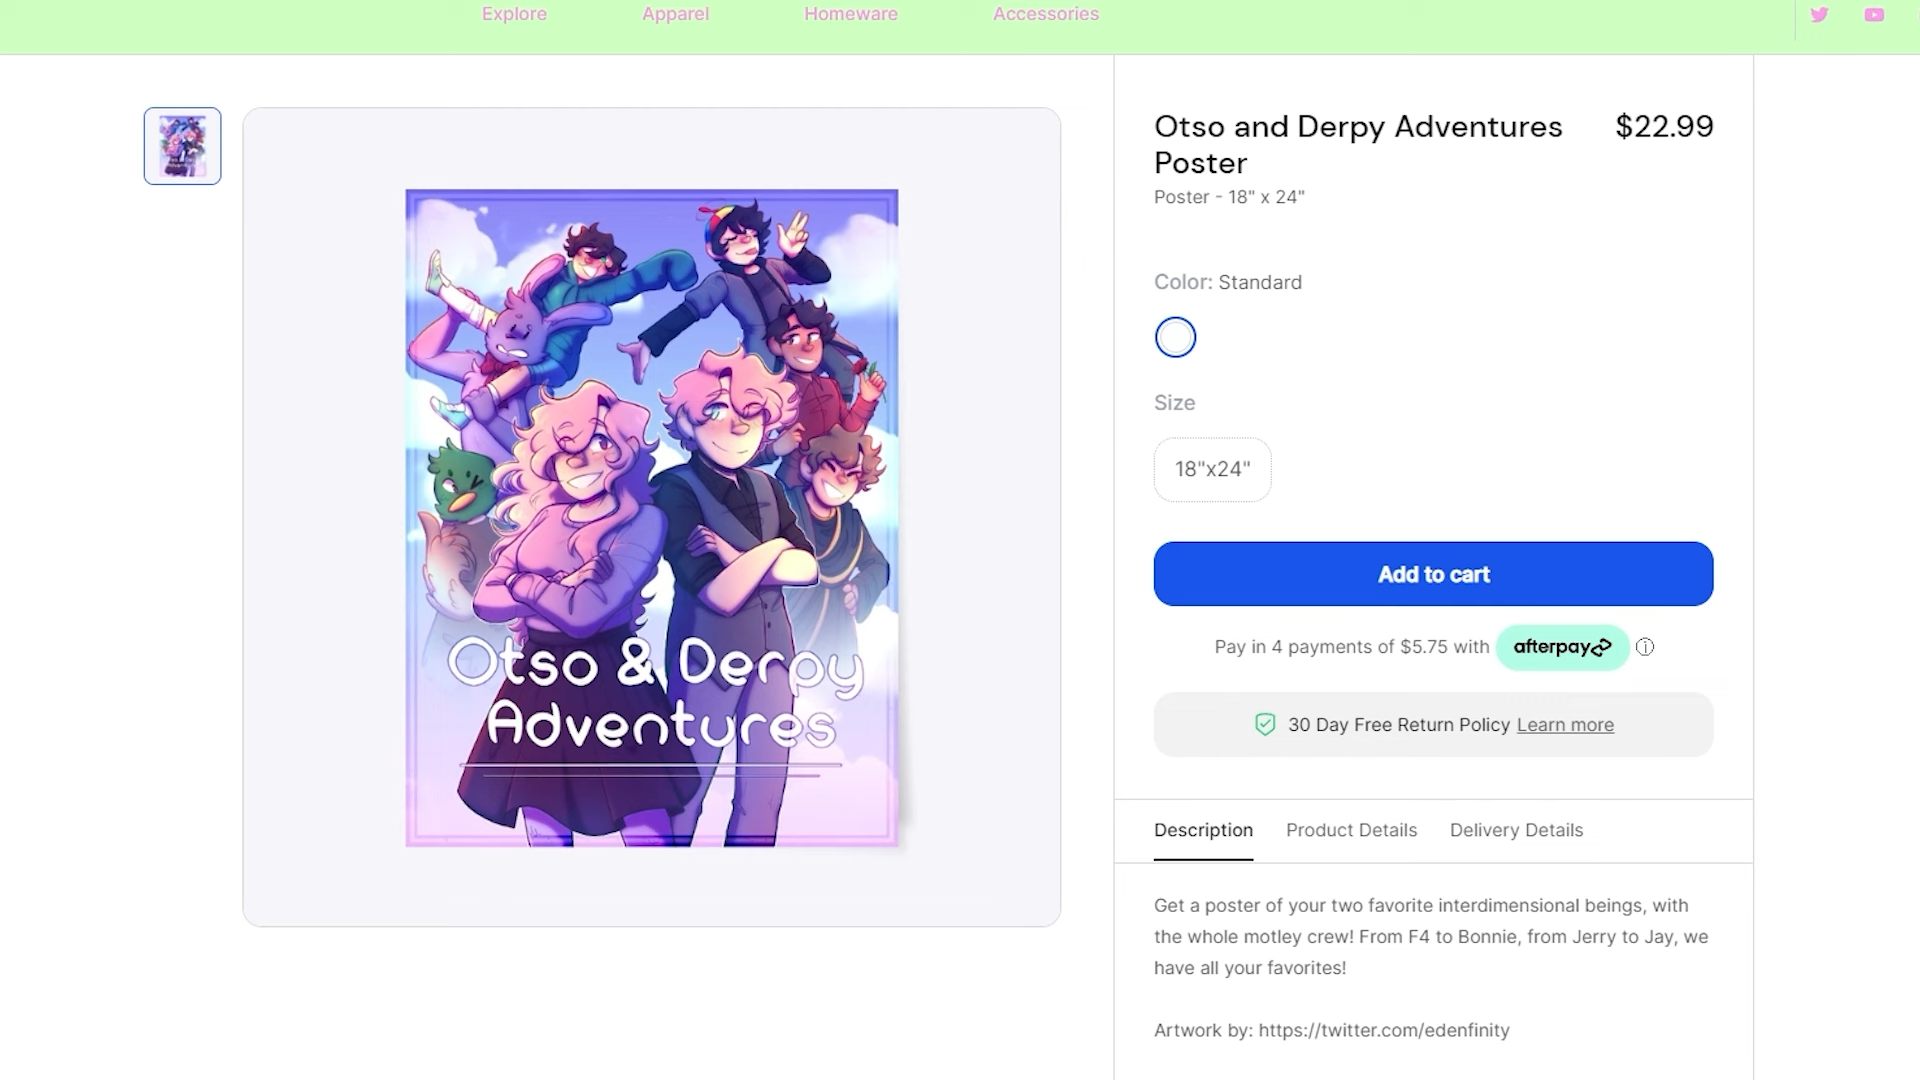 Explore Apparel Homeware Accessories
Otso & Derpy
Adventures
Otso and Derpy Adventures $22.99
Poster
Poster - 18" x 24"
Color: Standard
Size
18"x24"
Add to cart
Pay in 4 payments of $5.75 with afterpay
30 Day Free Return Policy Learn more
Description Product Details Delivery Details
Get a poster of your two favorite interdimensional beings, with
the whole motley crew! From F4 to Bonnie, from Jerry to Jay, we
have all your favorites!
Artwork by: https://twitter.com/edenfinity